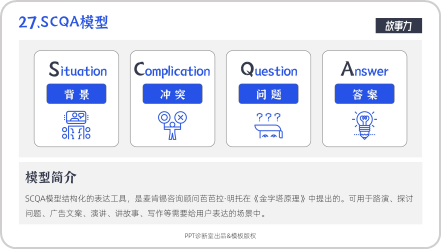 27.SCQA模型
故事力
Situation
背景
Complication
冲突
Question
问题
Answer
答案
模型简介
SCQA模型结构化的表达工具，是麦肯锡咨询顾问芭芭拉·明托在《金字塔原理》中提出的。可用于路演、探讨
问题、广告文案、演讲、讲故事、写作等需要给用户表达的场景中。
PPT诊断室出品&模板版权